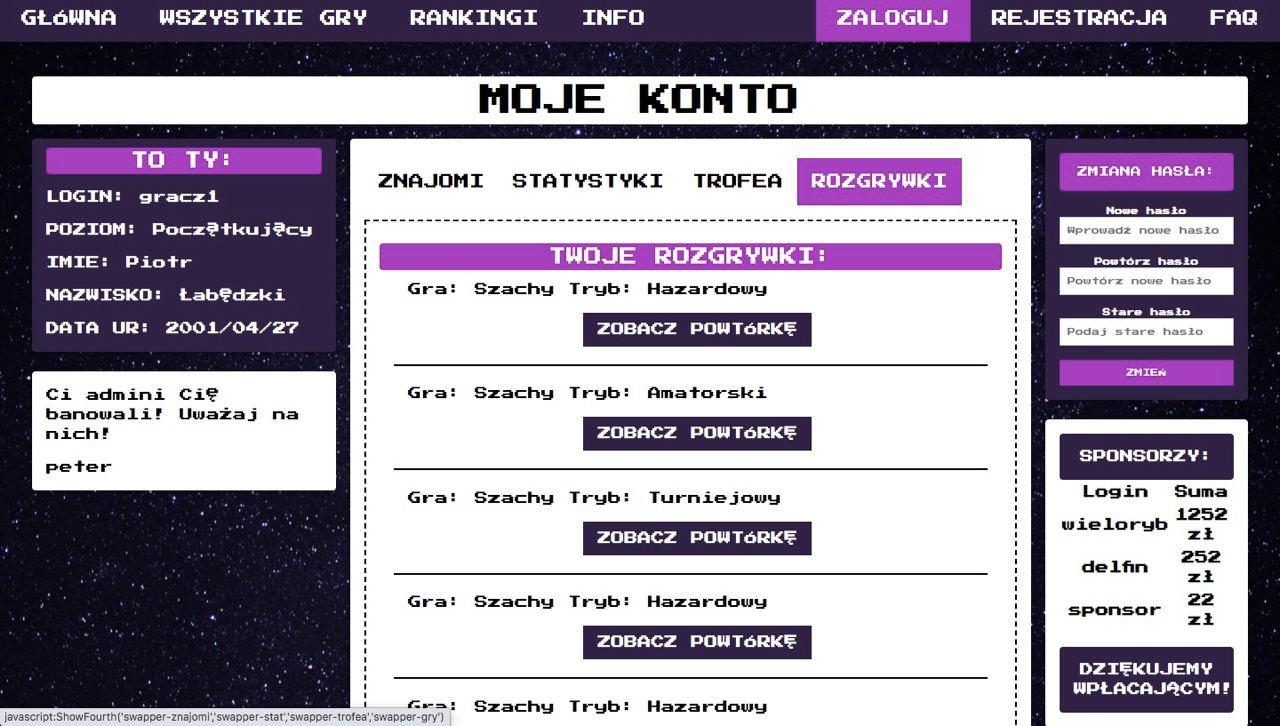 GŁÓWNA WSZYSTKIE GRY RANKINGI INFO ZALOGUJ REJESTRACJA FAQ
MOJE KONTO
TO TY:
LOGIN: gracz1
POZIOM: Początkujący
IMIE: Piotr
NAZWISKO: Łabędzki
DATA UR: 2001/04/27
Ci admini Cię
banowali! Uważaj na
nich!
peter
ZNAJOMI STATYSTYKI TROFEA ROZGRYWKI
TWOJE ROZGRYWKI:
Gra: Szachy Tryb: Hazardowy
ZOBACZ POWTÓRKĘ
Gra: Szachy Tryb: Amatorski
ZOBACZ POWTÓRKĘ
Gra: Szachy Tryb: Turniejowy
ZOBACZ POWTÓRKĘ
Gra: Szachy Tryb: Hazardowy
ZOBACZ POWTÓRKĘ
Gra: Szachy Tryb: Hazardowy
ZMIANA HASŁA:
Nowe hasło
Wprowadź nowe hasło
Powtórz hasło
Powtórz nowe hasło
Stare hasło
Podaj stare hasło
ZMIEŃ
SPONSORZY:
Login Suma
wieloryb 1252
zł
delfin 252
zł
sponsor 22
zł
DZIĘKUJEMY
WPŁACAJĄCYM!
javascript:ShowFourth('swapper-znajomi','swapper-stat','swapper-trofea','swapper-gry')